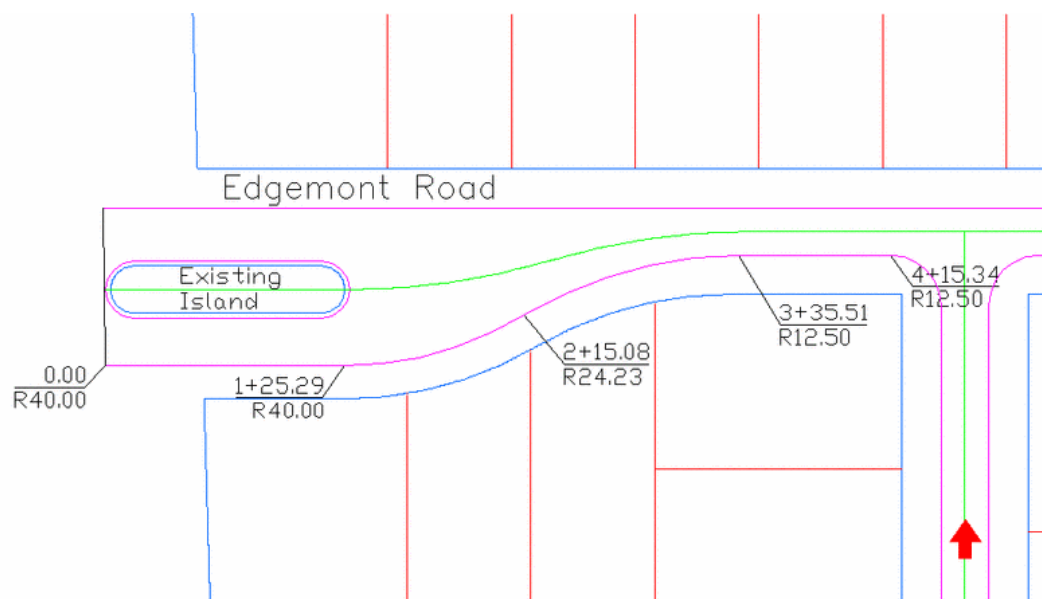 Edgemont Road
Existing
Island
0.00
R40.00
1+25.29
R40.00
2+15.08
R24.23
3+35.51
R12.50
4+15.34
R12.50